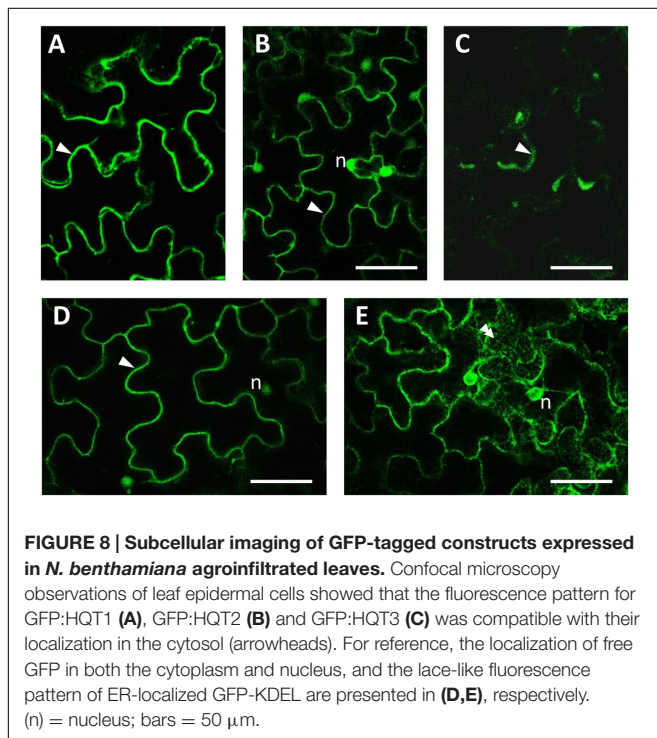 A
B
C
n
D
n
E
n
FIGURE 8 | Subcellular imaging of GFP-tagged constructs expressed
in N. benthamiana agroinfiltrated leaves. Confocal microscopy
observations of leaf epidermal cells showed that the fluorescence pattern for
GFP:HQT1 (A), GFP:HQT2 (B) and GFP:HQT3 (C) was compatible with their
localization in the cytosol (arrowheads). For reference, the localization of free
GFP in both the cytoplasm and nucleus, and the lace-like fluorescence
pattern of ER-localized GFP-KDEL are presented in (D,E), respectively.
(n) = nucleus; bars = 50 μm.